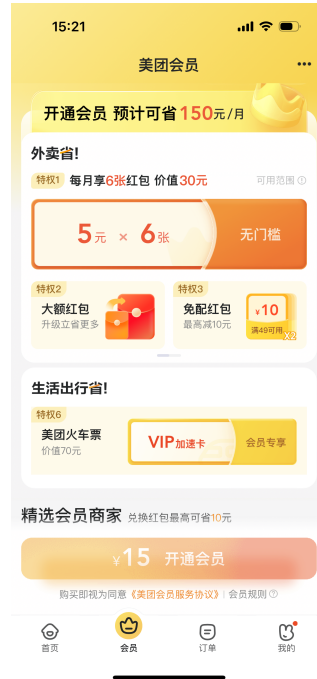 15:21
美团会员
开通会员 预计可省150元/月
外卖省!
特权1 每月享6张红包 价值30元 可用范围
5元 × 6张 无门槛
特权2
大额红包
升级立省更多
特权3
免配红包
最高减10元
¥10
满49可用
X2
生活出行省!
特权6
美团火车票
价值70元
VIP加速卡 会员专享
精选会员商家 兑换红包最高可省10元
¥15 开通会员
购买即视为同意《美团会员服务协议》| 会员规则
首页 会员 订单 我的